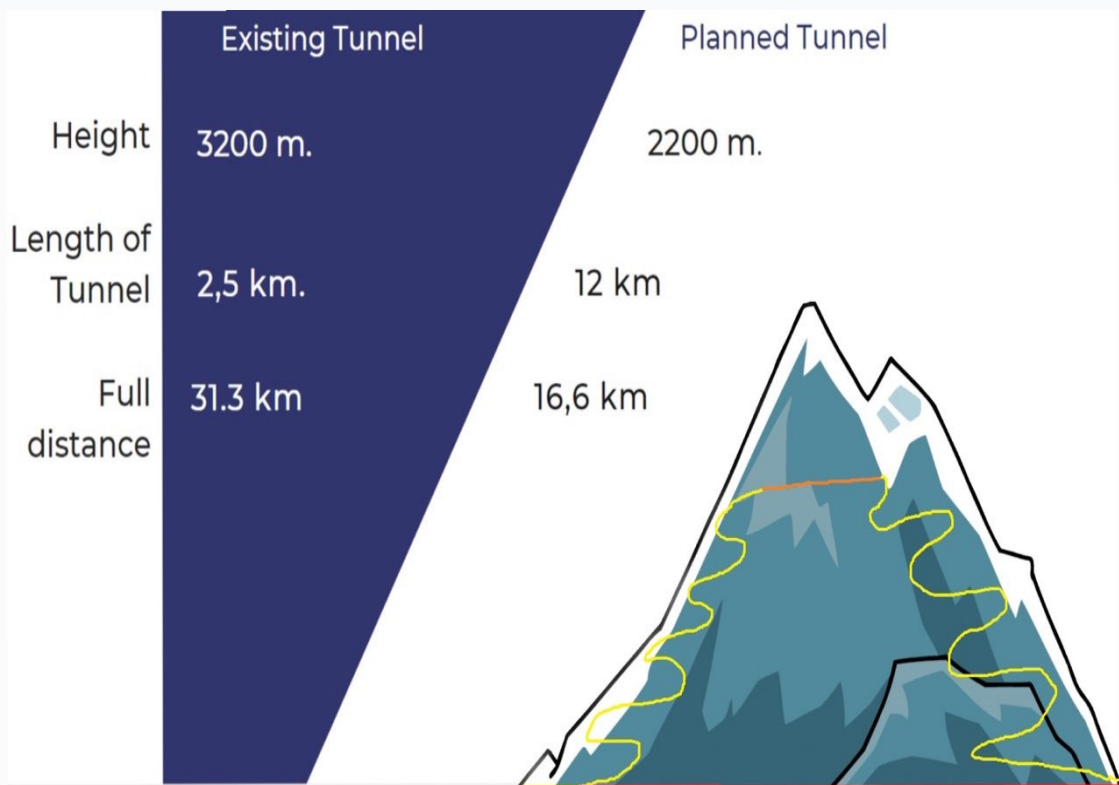 Existing Tunnel
Planned Tunnel
Height
3200 m.
2200 m.
Length of
Tunnel
2,5 km.
12 km
Full
distance
31.3 km
16,6 km